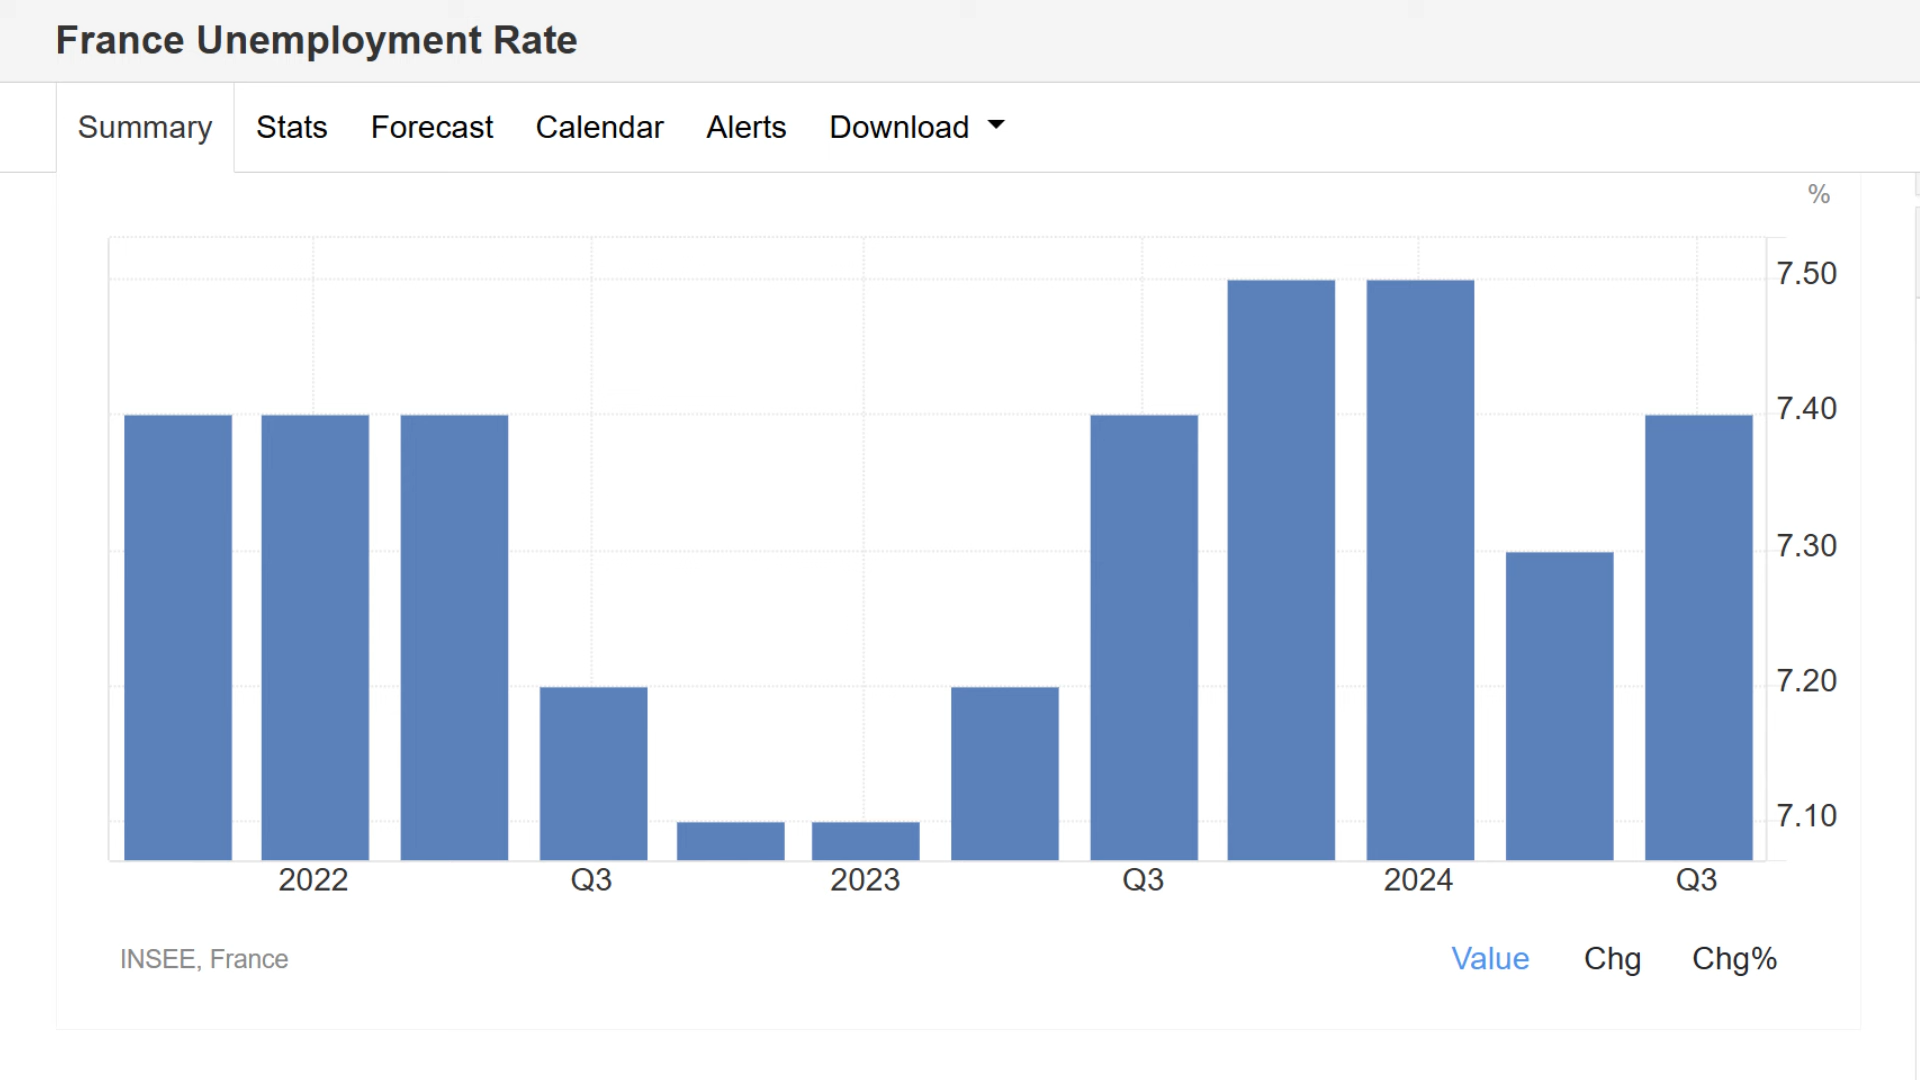 France Unemployment Rate
Summary Stats Forecast Calendar Alerts Download
%
7.50
7.40
7.30
7.20
7.10
2022 Q3 2023 Q3 2024 Q3
INSEE, France Value Chg Chg%